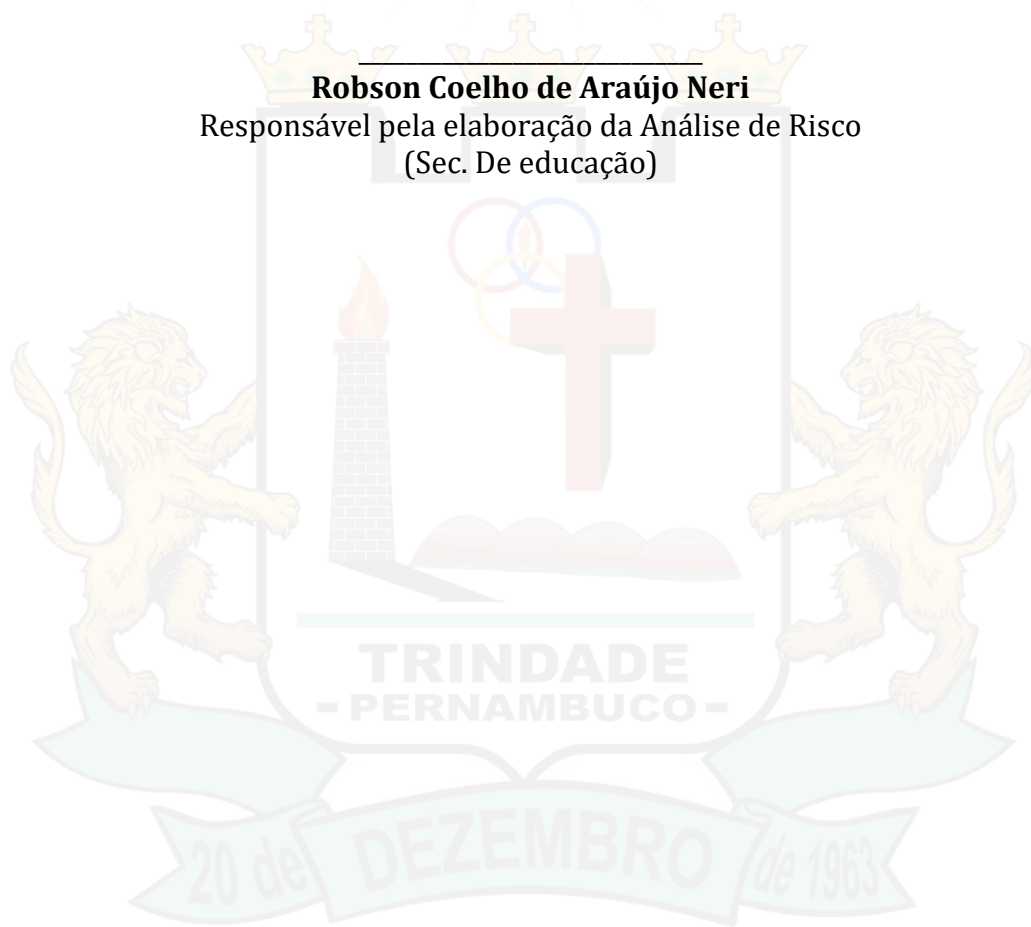 Robson Coelho de Araújo Neri
Responsável pela elaboração da Análise de Risco
(Sec. De educação)
TRINDADE
- PERNAMBUCO -
20 de DEZEMBRO de 1963